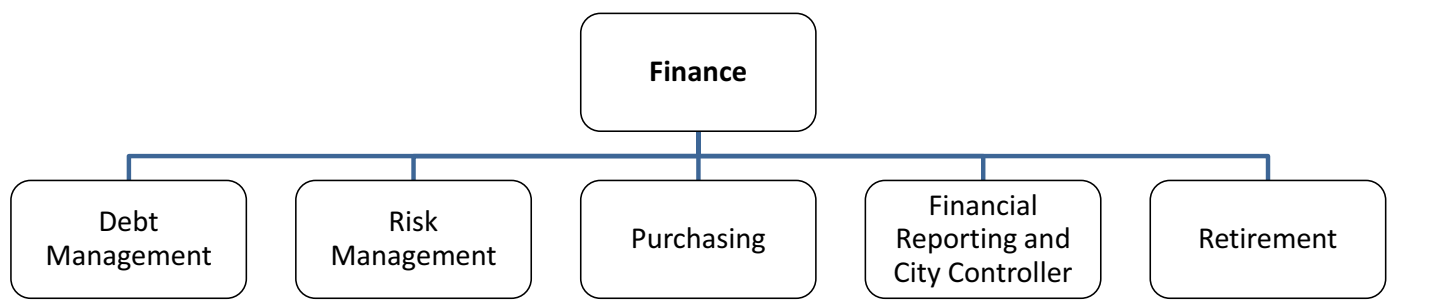 Finance
Debt
Management
Risk
Management
Purchasing
Financial
Reporting and
City Controller
Retirement